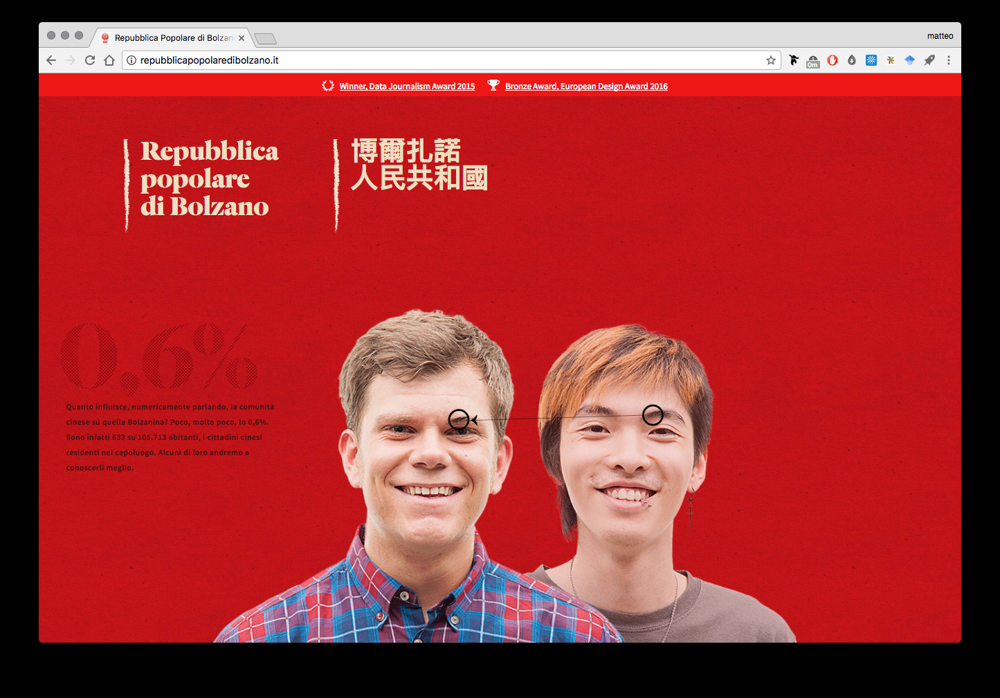 Repubblica Popolare di Bolzan
matteo
repubblicapopolaredibolzano.it
0m
Winner, Data Journalism Award 2015
Bronze Award, European Design Award 2016
Repubblica
popolare
di Bolzano
博爾扎諾
人民共和國
0,6%
Quanto influisce, numericamente parlando, la comunità
cinese su quella Bolzanina? Poco, molto poco, lo 0,6%.
Sono infatti 633 su 105.713 abitanti, i cittadini cinesi
residenti nel capoluogo. Alcuni di loro andremo a
conoscerli meglio.